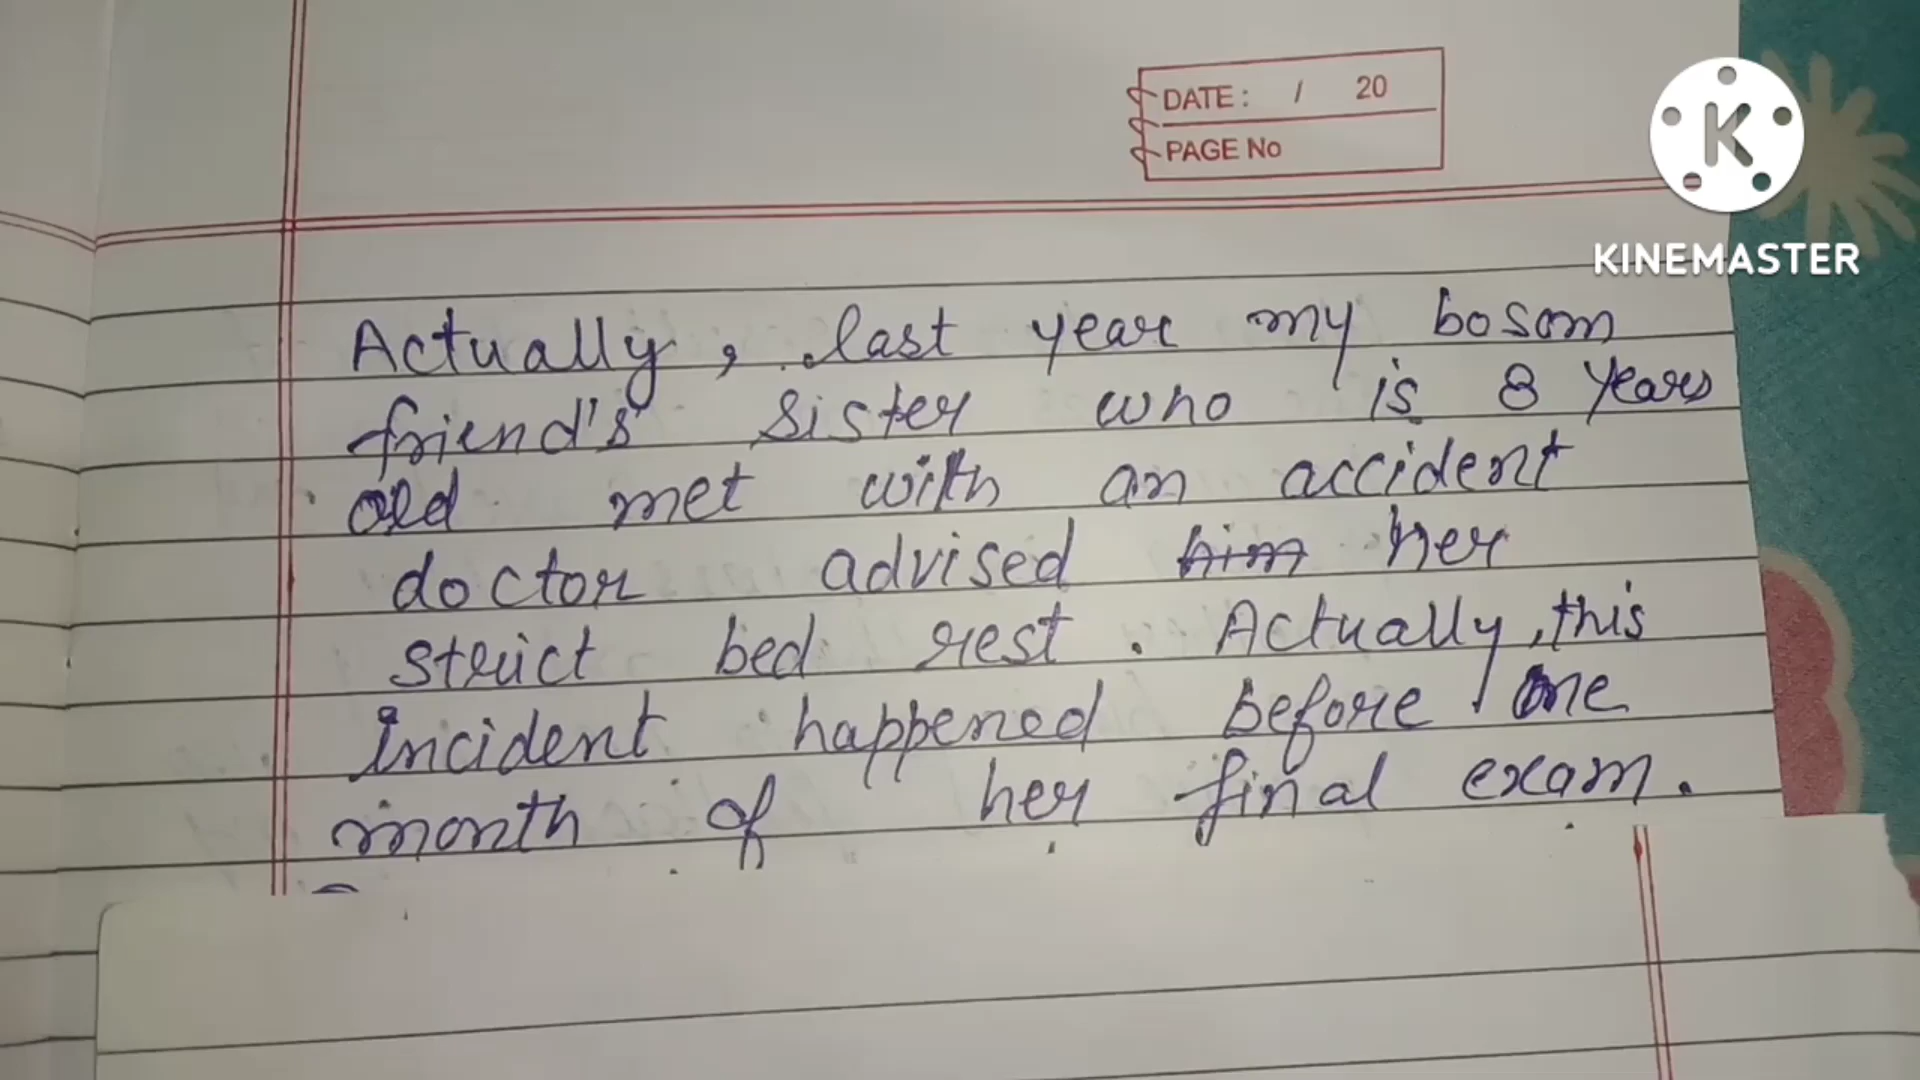 DATE: / 20
PAGE No
K
KINEMASTER
Actually, last year my bosom
friend's sister who is 8 years
old met with an accident
doctor advised him her
strict bed rest. Actually, this
incident happened before one
month of her final exam.